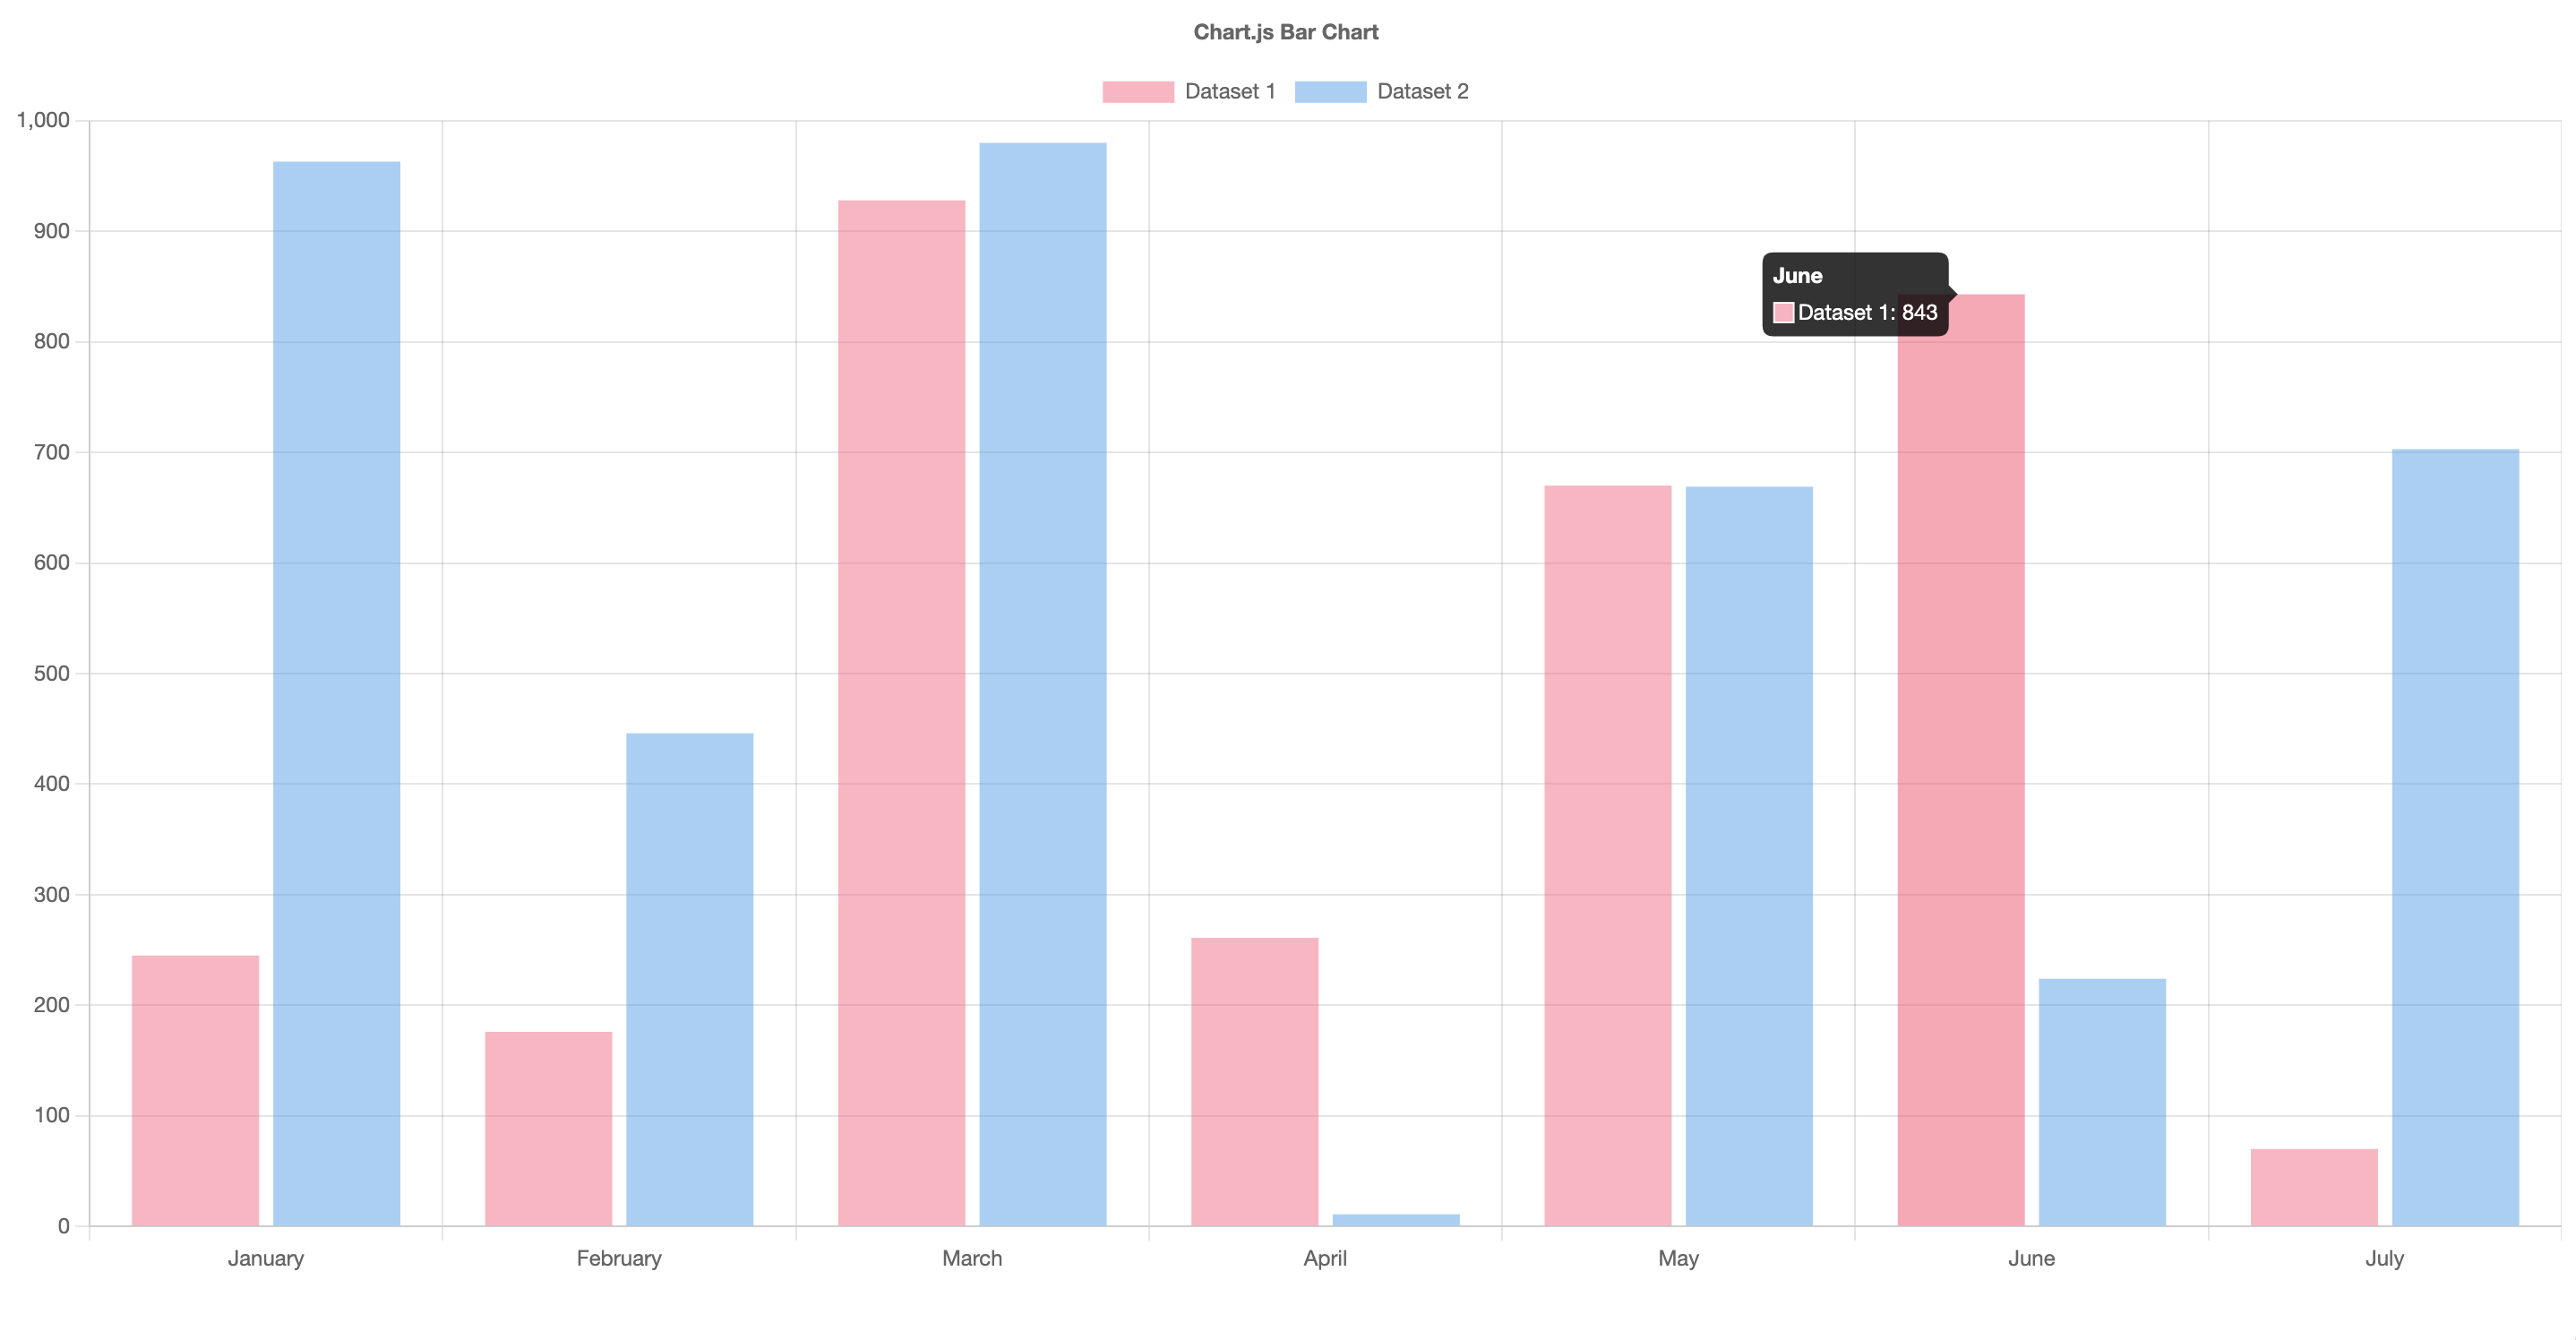 Chart.js Bar Chart
Dataset 1 Dataset 2
1,000
900
June
Dataset 1: 843
800
700
600
500
400
300
200
100
0
January February March April May June July